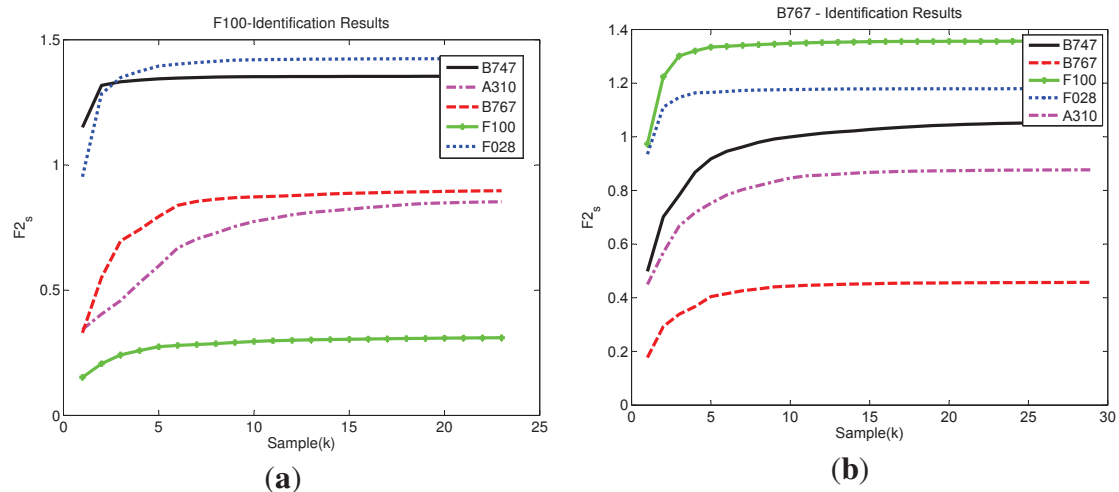 F100-Identification Results
1.5
1
0.5
0
F2s
0 5 10 15 20 25
Sample(k)
B747
A310
B767
F100
F028
(a)
B767 - Identification Results
1.4
1.2
1
0.8
0.6
0.4
0.2
0
F2s
0 5 10 15 20 25 30
Sample(k)
B747
B767
F100
F028
A310
(b)